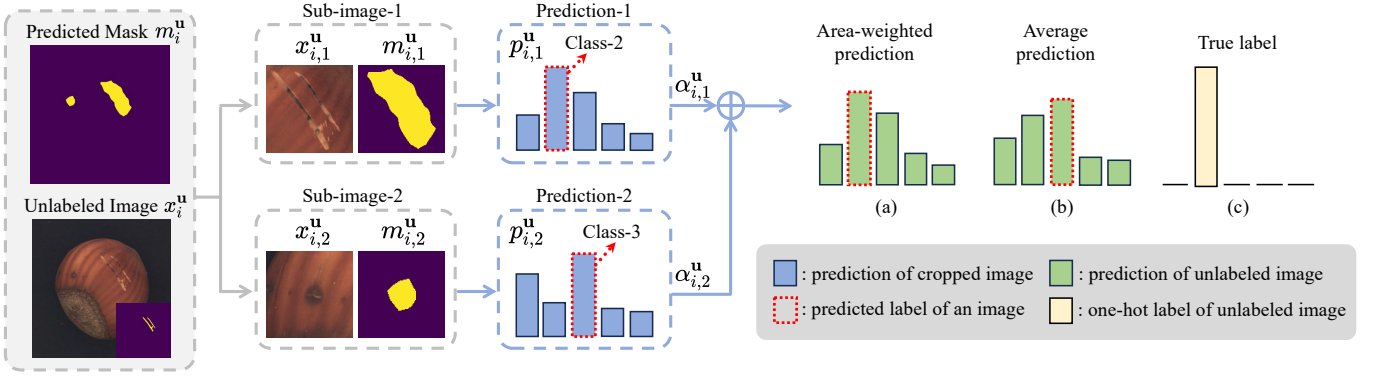 Predicted Mask m_i^u
Unlabeled Image x_i^u
Sub-image-1
x_{i,1}^u m_{i,1}^u
Sub-image-2
x_{i,2}^u m_{i,2}^u
Prediction-1
p_{i,1}^u
Class-2
Prediction-2
p_{i,2}^u
Class-3
α_{i,1}^u
α_{i,2}^u
Area-weighted
prediction
(a)
Average
prediction
(b)
True label
(c)
: prediction of cropped image
: prediction of unlabeled image
: predicted label of an image
: one-hot label of unlabeled image